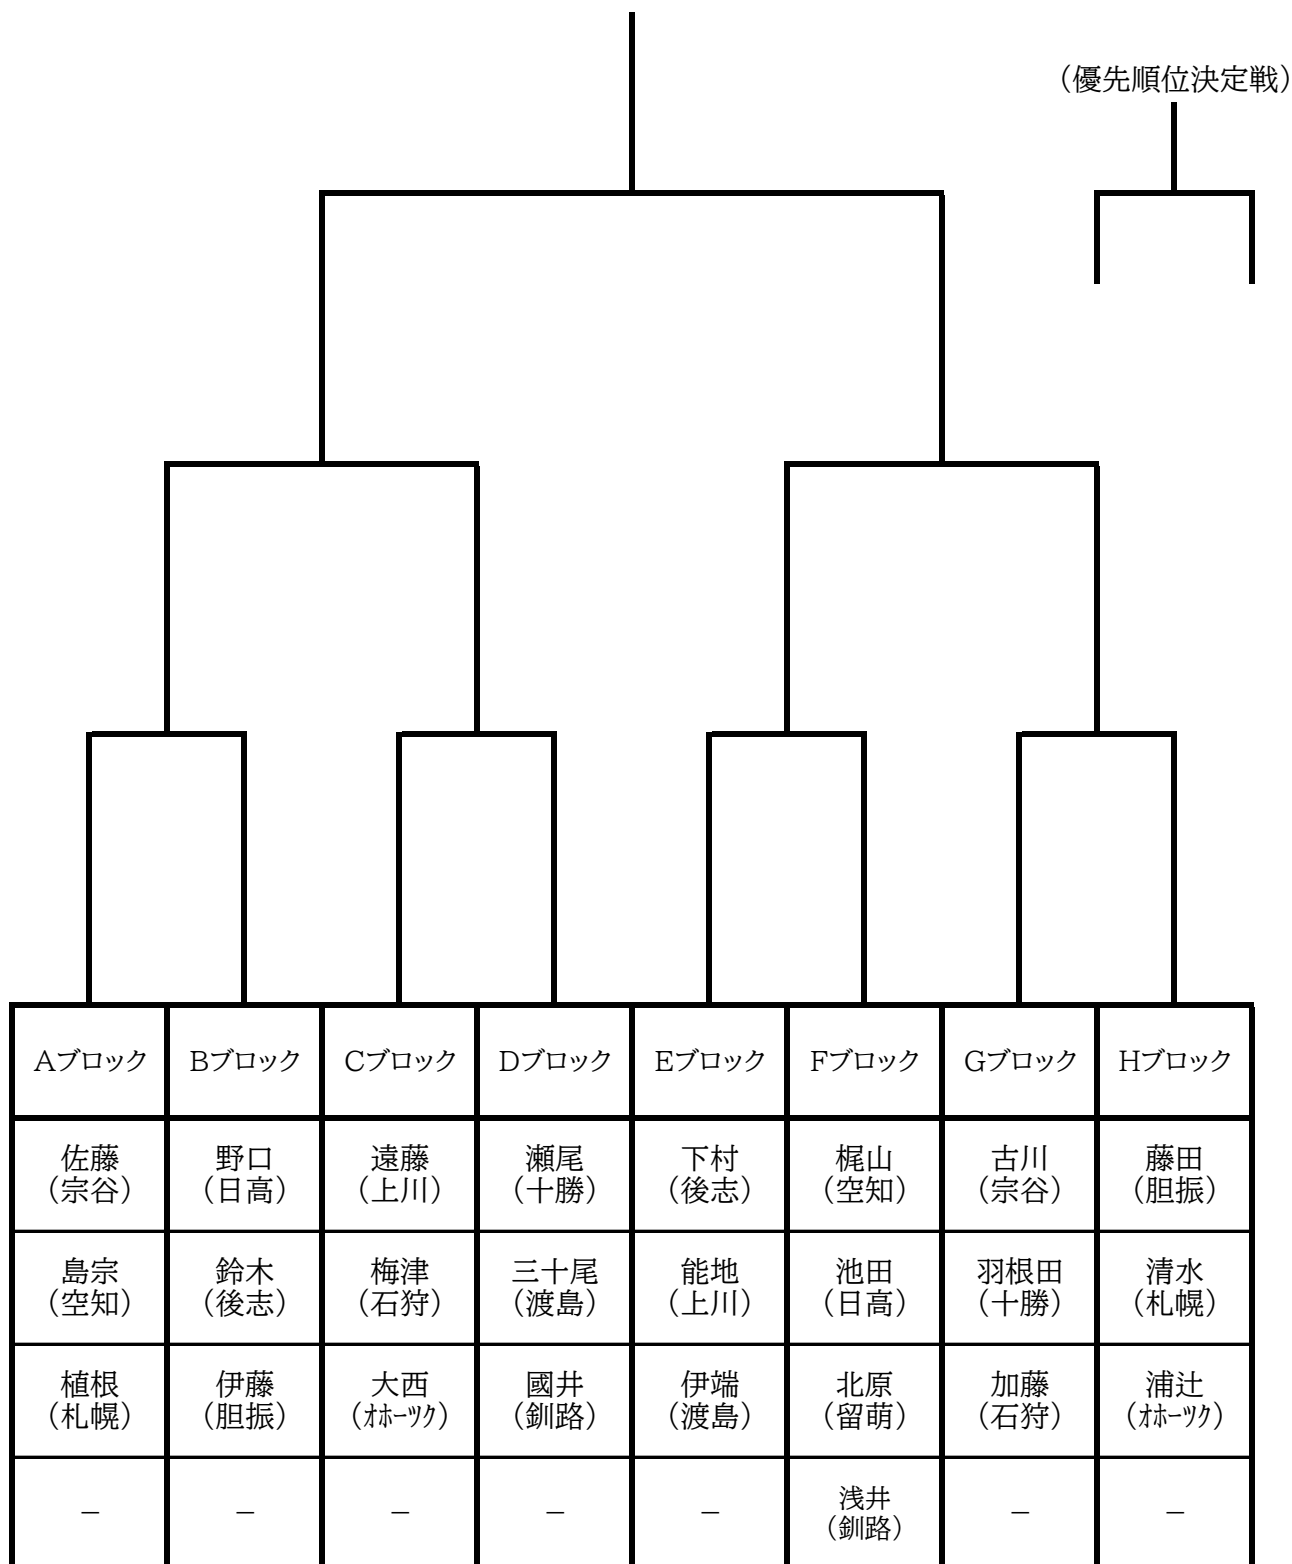 (優先順位決定戦)
Aブロック Bブロック Cブロック Dブロック Eブロック Fブロック Gブロック Hブロック
佐藤 野口 遠藤 瀬尾 下村 梶山 古川 藤田
(宗谷) (日高) (上川) (十勝) (後志) (空知) (宗谷) (胆振)
島宗 鈴木 梅津 三十尾 能地 池田 羽根田 清水
(空知) (後志) (石狩) (渡島) (上川) (日高) (十勝) (札幌)
植根 伊藤 大西 國井 伊端 北原 加藤 浦辻
(札幌) (胆振) (ｵﾎｰﾂｸ) (釧路) (渡島) (留萌) (石狩) (ｵﾎｰﾂｸ)
－ － － － － 浅井 － －
(釧路)